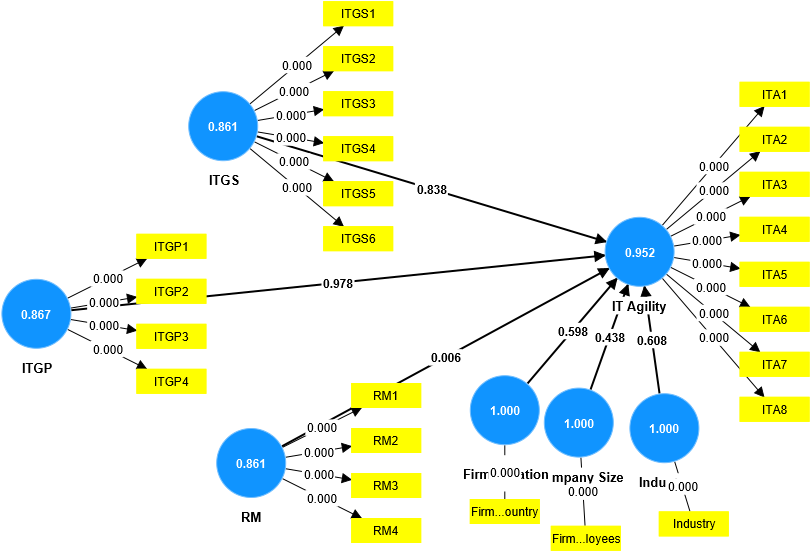 ITGS1
ITGS2
ITGS3
ITGS4
ITGS5
ITGS6
0.000
0.000
0.000
0.000
0.000
0.000
0.861
ITGS
0.838
ITGP1
ITGP2
ITGP3
ITGP4
0.000
0.000
0.000
0.000
0.867
ITGP
0.978
RM1
RM2
RM3
RM4
0.000
0.000
0.000
0.000
0.861
RM
0.006
ITA1
ITA2
ITA3
ITA4
ITA5
ITA6
ITA7
ITA8
0.000
0.000
0.000
0.000
0.000
0.000
0.000
0.000
0.952
IT Agility
0.598
0.438
0.608
1.000
1.000
1.000
0.000
0.000
0.000
Firm...ountry
mpany Size
Firm...loyees
Industry